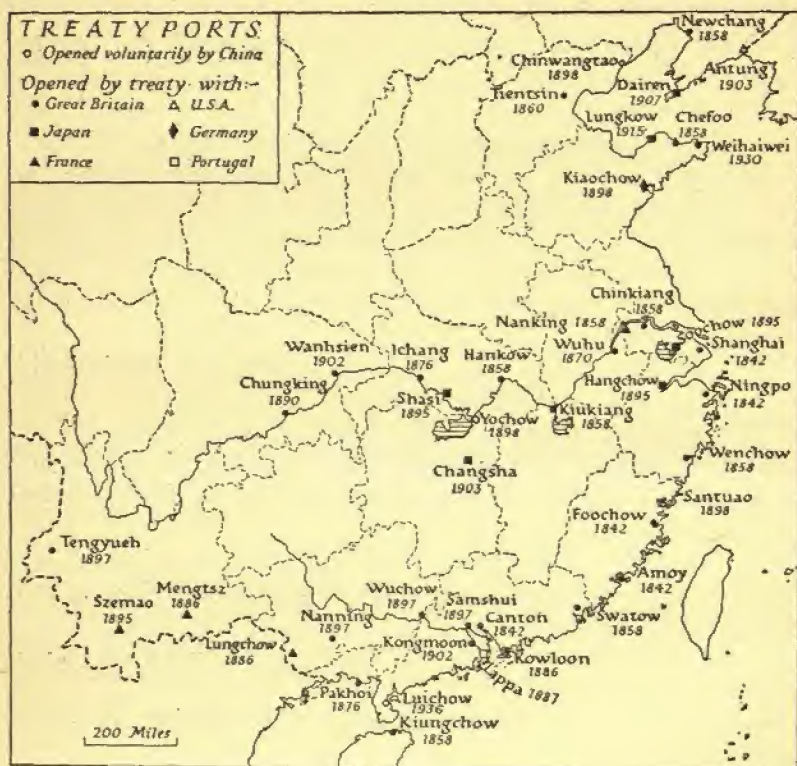 TREATY PORTS
Opened voluntarily by China
Opened by treaty with:-
Great Britain
U.S.A.
Japan
Germany
France
Portugal
Newchang
1858
Chinwangtao
1898
Antung
1903
Dairen
1907
Tientsin
1860
Lungkow
1915
Chefoo
1858
Weihaiwei
1930
Kiaochow
1898
Chinkiang
1858
Nanking 1858
Soochow 1895
Shanghai
1842
Wuhu
1870
Hankow
1858
Ichang
1876
Wanhsien
1902
Chungking
1890
Shasi
1895
Hangchow
1895
Ningpo
1842
Yochow
1898
Kiukiang
1858
Changsha
1903
Wenchow
1858
Santuao
1898
Foochow
1842
Tengyueh
1897
Amoy
1842
Mengtsz
1886
Szemao
1895
Wuchow
1897
Samshui
1897
Canton
1842
Swatow
1858
Nanning
1897
Lungchow
1886
Kongmoon
1902
Kowloon
1886
Lappa 1887
Pakhoi
1876
Luichow
1936
Kiungchow
1858
200 Miles